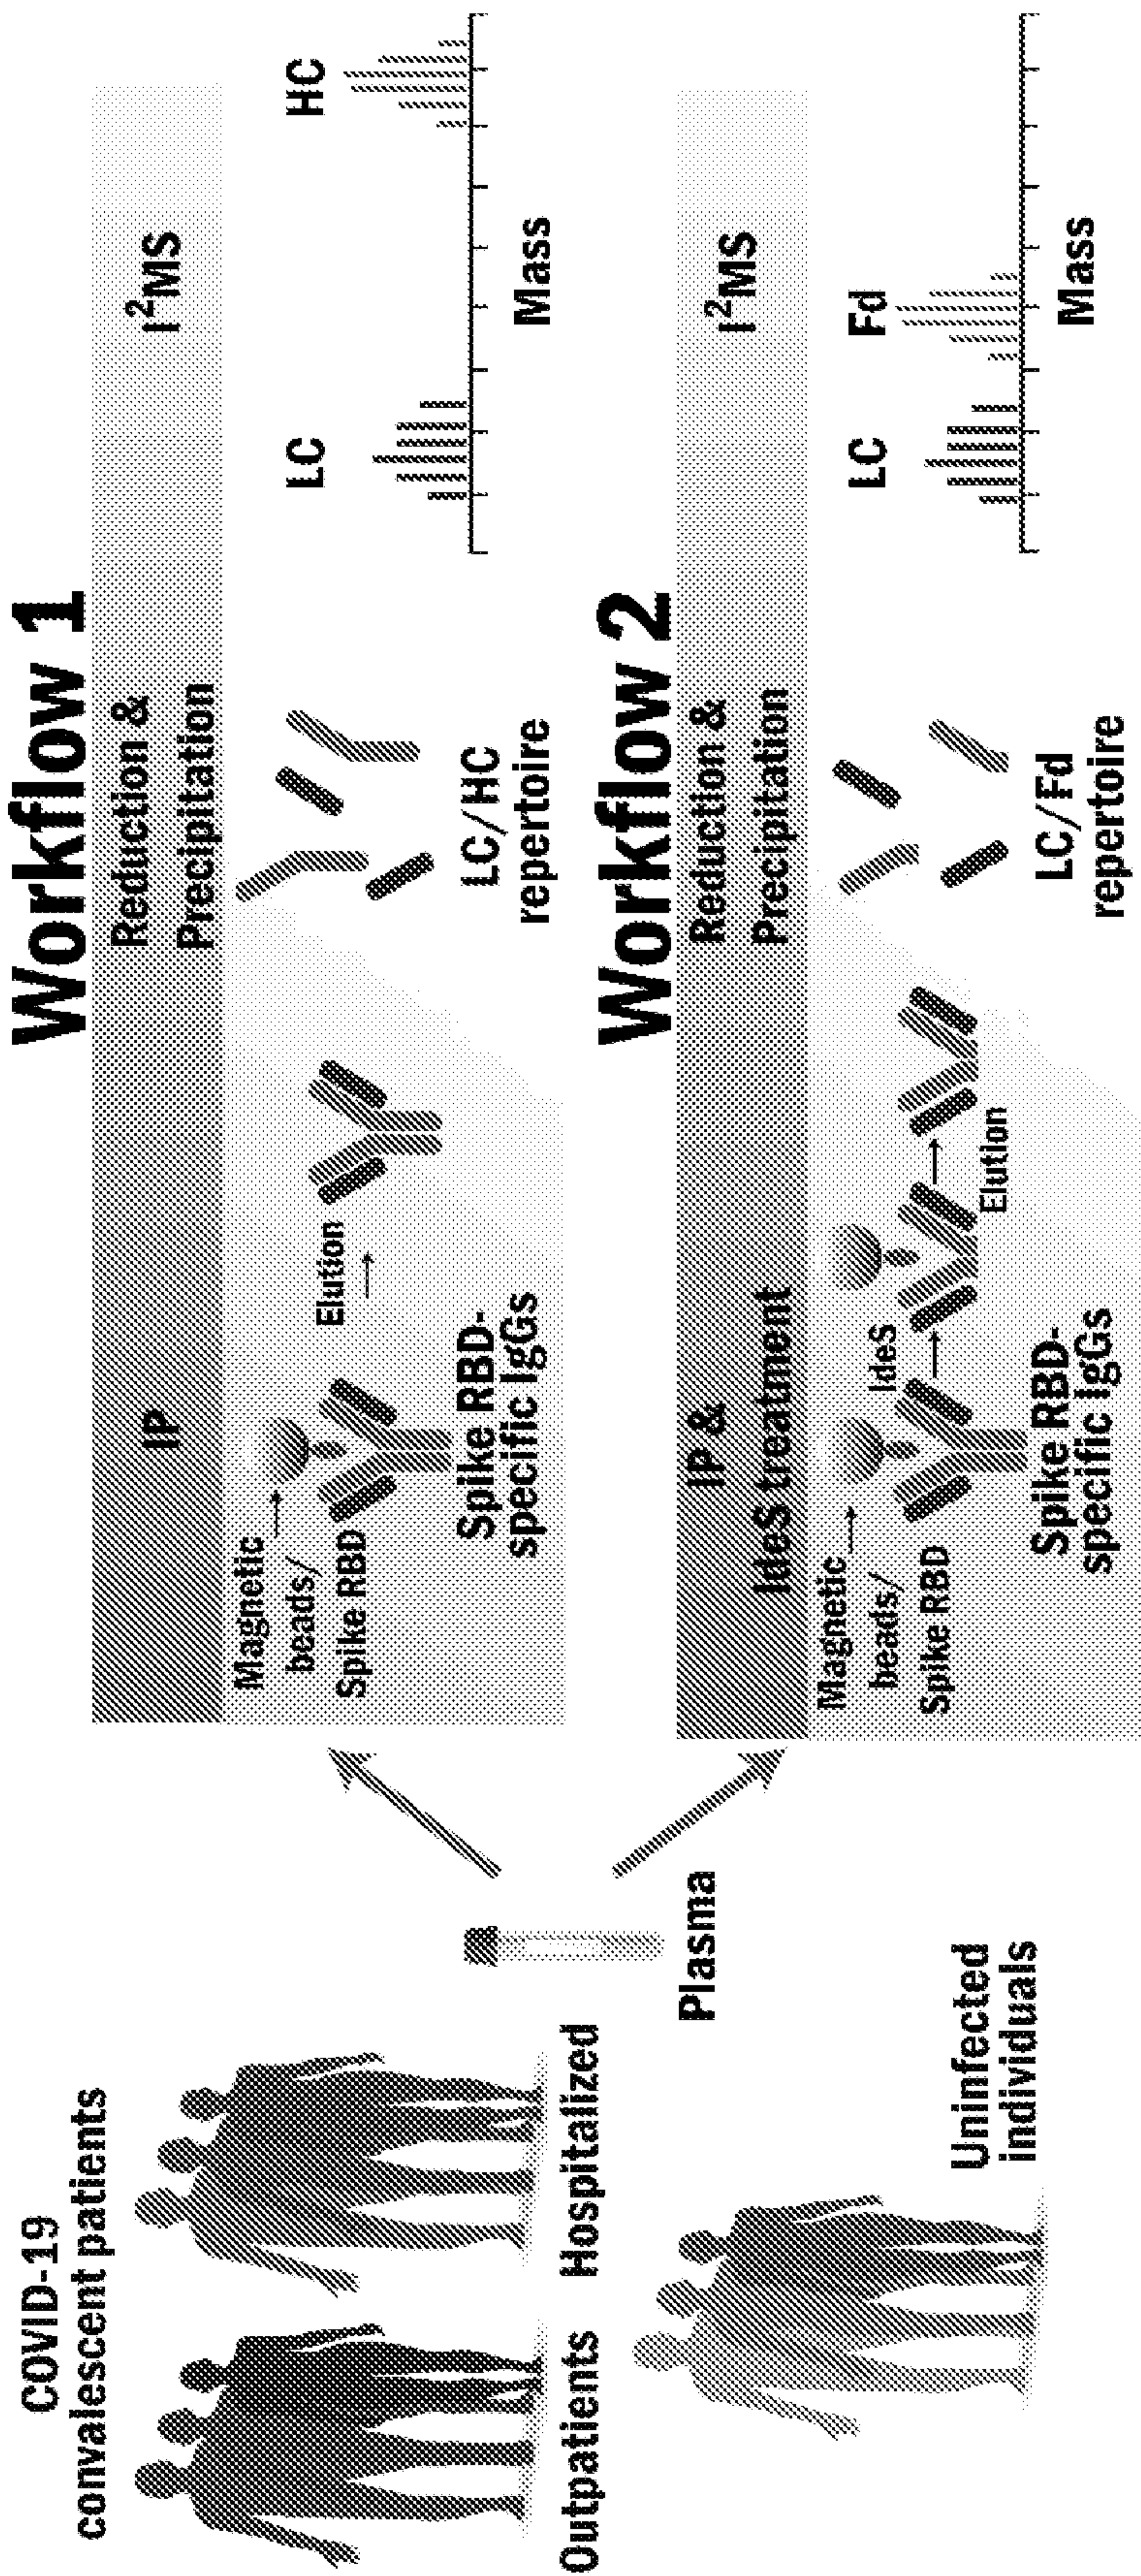 COVID-19
convalescent patients
Outpatients
Hospitalized
Uninfected
individuals
Plasma
Workflow 1
IP
Reduction &
Precipitation
I2MS
Magnetic
beads/
Spike RBD
Elution
Spike RBD-
specific IgGs
LC/HC
repertoire
LC
HC
Mass
Workflow 2
IP &
IdeS treatment
Reduction &
Precipitation
I2MS
Magnetic
beads/
Spike RBD
IdeS
Elution
Spike RBD-
specific IgGs
LC/Fd
repertoire
LC
Fd
Mass